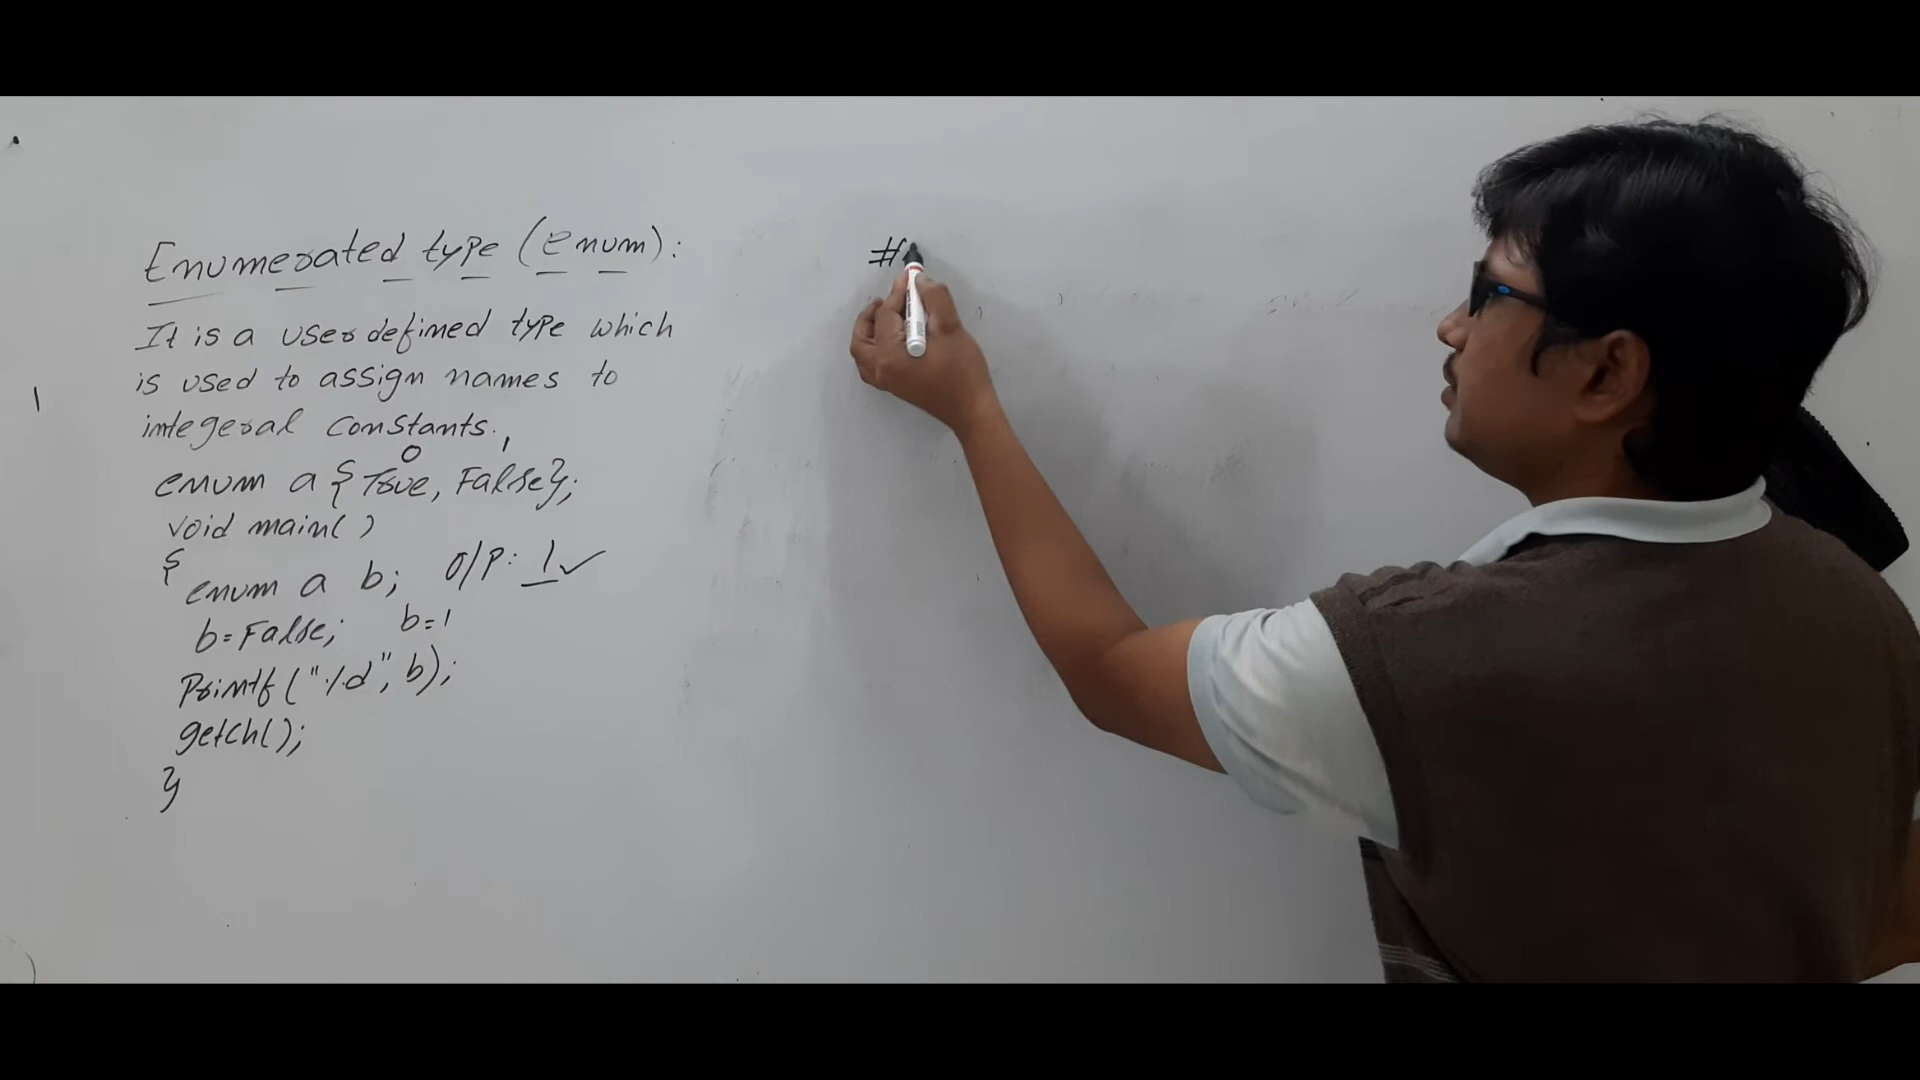 Enumerated type (enum):
It is a user defined type which
is used to assign names to
integeral constants.
0 1
enum a {True, False};
void main()
{
enum a b; O/P: 1 ✓
b=False; b=1
Printf("%d", b);
getch();
}
#